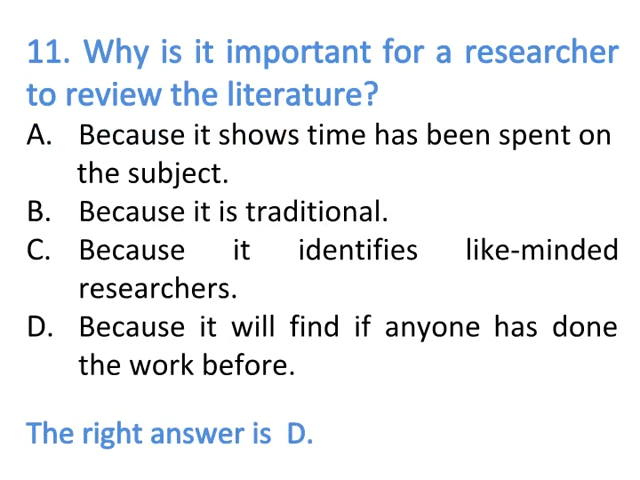 11. Why is it important for a researcher
to review the literature?
A. Because it shows time has been spent on
the subject.
B. Because it is traditional.
C. Because it identifies like-minded
researchers.
D. Because it will find if anyone has done
the work before.
The right answer is D.